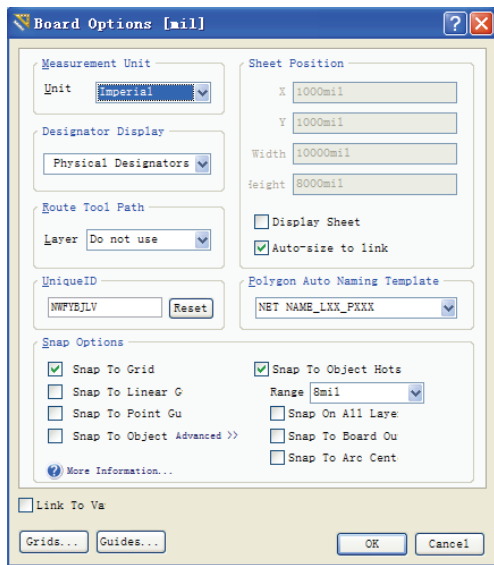 Board Options [mil]
Measurement Unit
Unit Imperial
Designator Display
Physical Designators
Route Tool Path
Layer Do not use
UniqueID
NWFYBJLV Reset
Sheet Position
X 1000mil
Y 1000mil
Width 10000mil
Height 8000mil
Display Sheet
Auto-size to link
Polygon Auto Naming Template
NET NAME_LXX_PXXX
Snap Options
Snap To Grid
Snap To Linear G
Snap To Point Gu
Snap To Object Advanced >>
More Information...
Snap To Object Hots
Range 8mil
Snap On All Laye
Snap To Board Ou
Snap To Arc Cent
Link To Va
Grids... Guides... OK Cancel